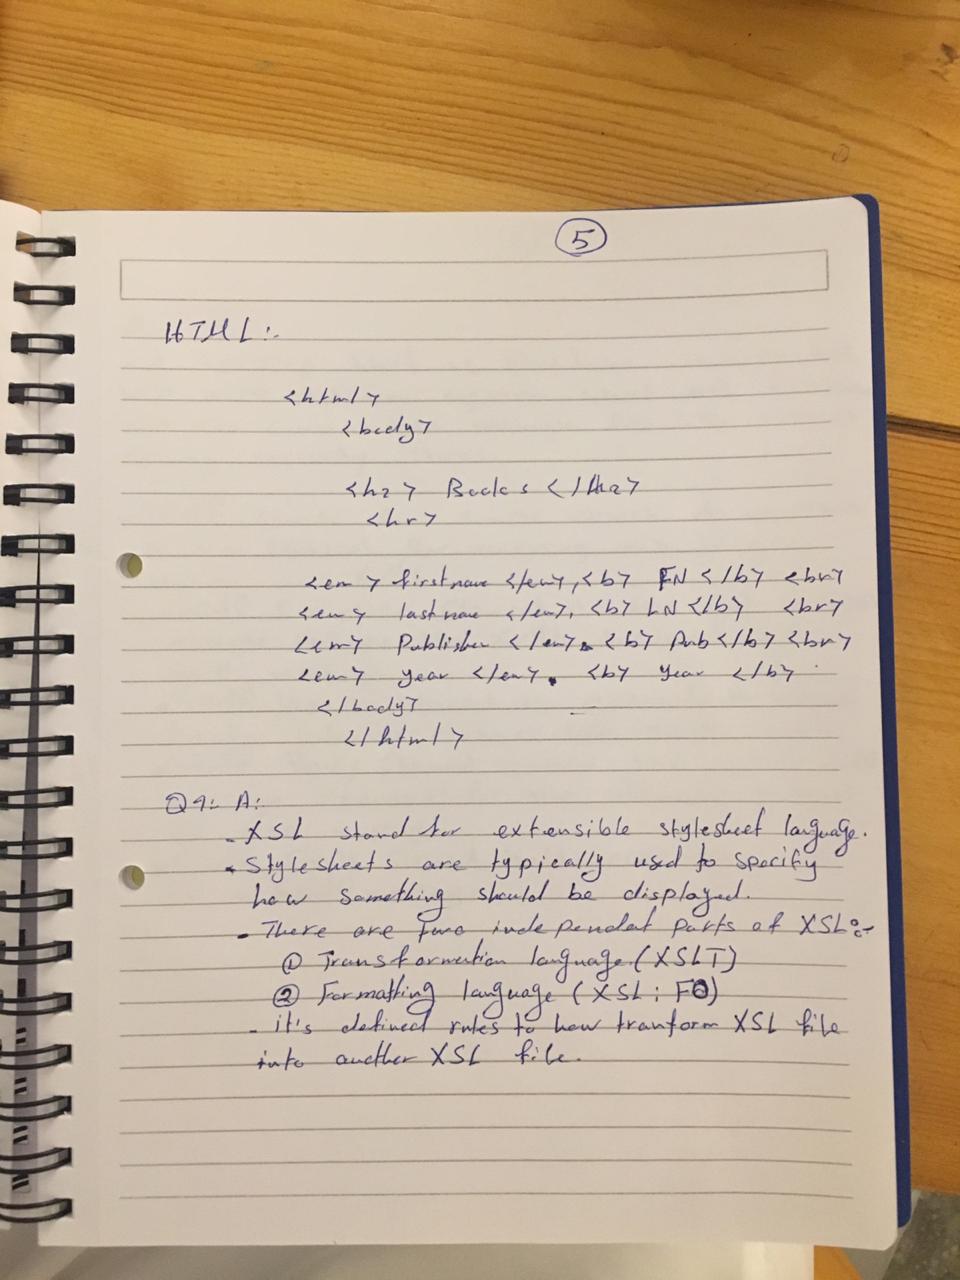 5
HTML:-
<html>
<body>
<h2> Books </h2>
<hr>
<em> firstname </em>, <b> FN </b> <br>
<em> lastname </em>, <b> LN </b> <br>
<em> Publisher </em>. <b> Pub </b> <br>
<em> year </em>. <b> year </b>
</body>
</html>
Q4: A:
- XSL stand for extensible stylesheet language.
- Stylesheets are typically used to specify
how something should be displayed.
- There are two independat parts of XSL:-
① Transformation language (XSLT)
② Formatting language (XSL: FO)
- it's defined rules to how tranform XSL file
into another XSL file.